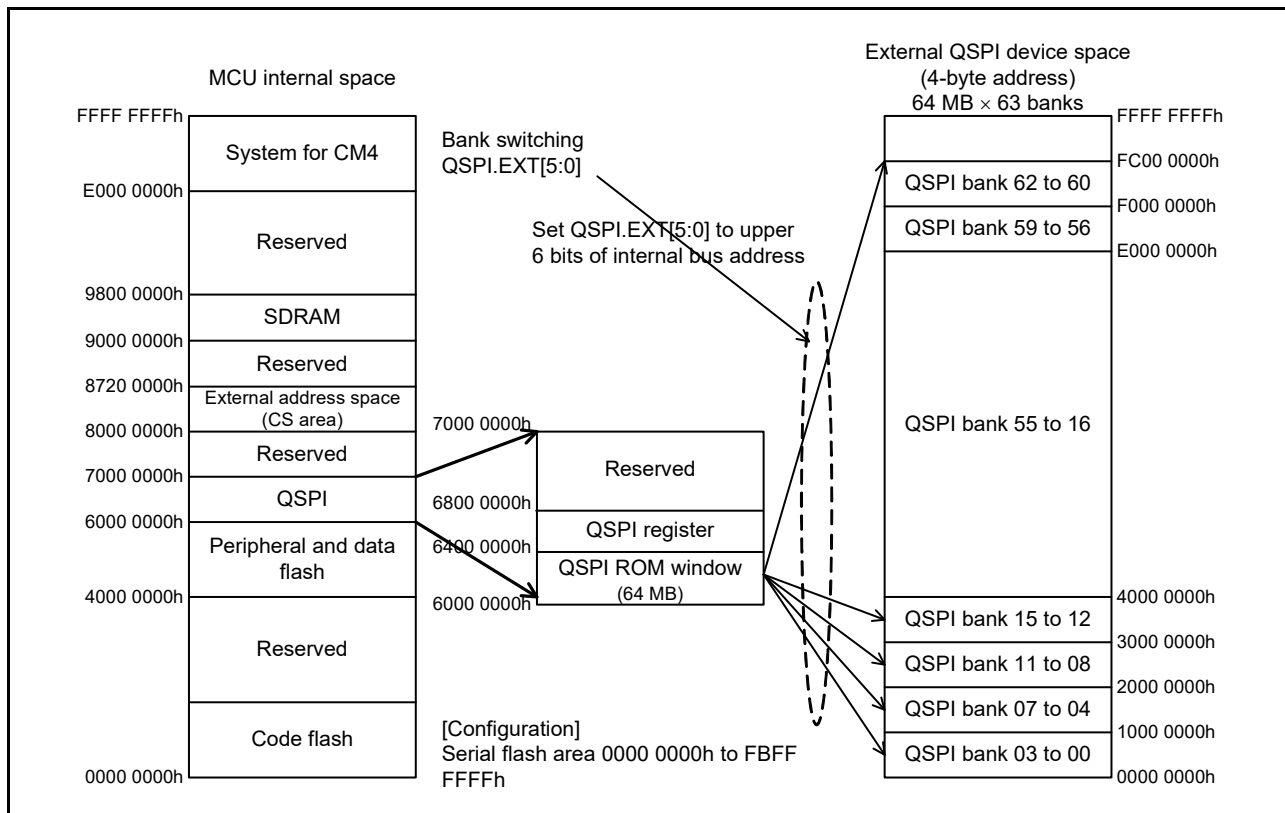 MCU internal space
FFFF FFFFh
System for CM4
E000 0000h
Reserved
9800 0000h
SDRAM
9000 0000h
Reserved
8720 0000h
External address space
(CS area)
8000 0000h
Reserved
7000 0000h
QSPI
6000 0000h
Peripheral and data
flash
4000 0000h
Reserved
Code flash
0000 0000h
Bank switching
QSPI.EXT[5:0]
Set QSPI.EXT[5:0] to upper
6 bits of internal bus address
7000 0000h
Reserved
6800 0000h
QSPI register
6400 0000h
QSPI ROM window
(64 MB)
6000 0000h
[Configuration]
Serial flash area 0000 0000h to FBFF
FFFFh
External QSPI device space
(4-byte address)
64 MB × 63 banks
FFFF FFFFh
FC00 0000h
QSPI bank 62 to 60
F000 0000h
QSPI bank 59 to 56
E000 0000h
QSPI bank 55 to 16
4000 0000h
QSPI bank 15 to 12
3000 0000h
QSPI bank 11 to 08
2000 0000h
QSPI bank 07 to 04
1000 0000h
QSPI bank 03 to 00
0000 0000h